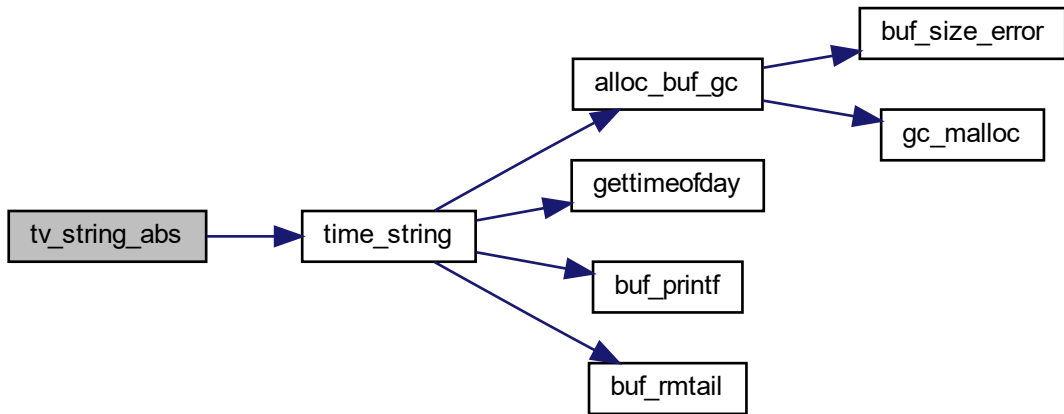 buf_size_error
alloc_buf_gc
gc_malloc
gettimeofday
tv_string_abs
time_string
buf_printf
buf_rmtail